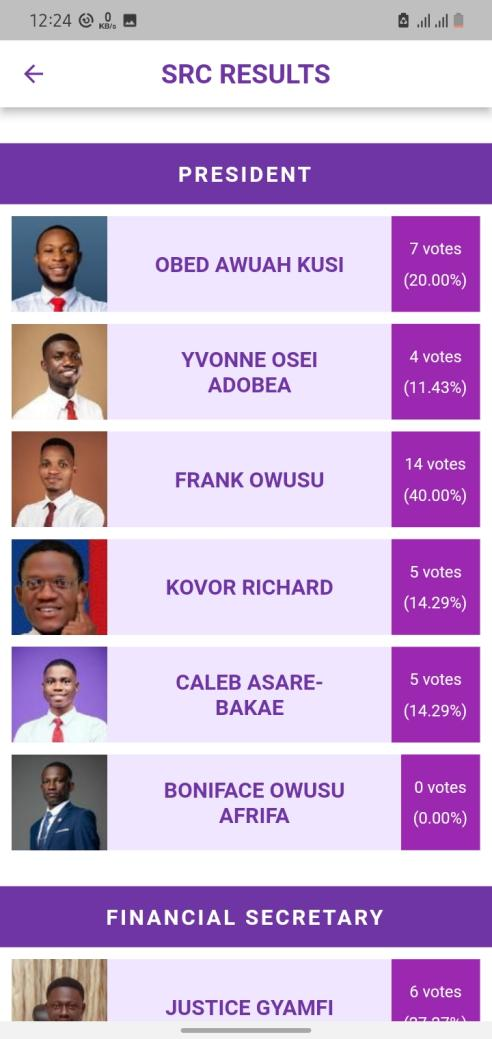 12:24 0 KB/s
SRC RESULTS
PRESIDENT
OBED AWUAH KUSI
7 votes
(20.00%)
YVONNE OSEI
ADOBEA
4 votes
(11.43%)
FRANK OWUSU
14 votes
(40.00%)
KOVOR RICHARD
5 votes
(14.29%)
CALEB ASARE-
BAKAE
5 votes
(14.29%)
BONIFACE OWUSU
AFRIFA
0 votes
(0.00%)
FINANCIAL SECRETARY
JUSTICE GYAMFI
6 votes